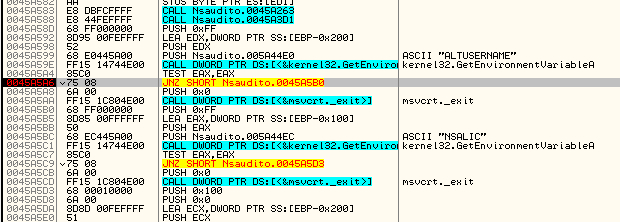 0045A582 AA STOS BYTE PTR ES:[EDI]
0045A583 E8 DBFCFFFF CALL Nsaudito.0045A263
0045A588 E8 44FEFFFF CALL Nsaudito.0045A3D1
0045A58D 68 FF000000 PUSH 0xFF
0045A592 8D95 00FEFFFF LEA EDX,DWORD PTR SS:[EBP-0x200]
0045A598 52 PUSH EDX
0045A599 68 E0445A00 PUSH Nsaudito.005A44E0 ASCII "ALTUSERNAME"
0045A59E FF15 14744E00 CALL DWORD PTR DS:[<&kernel32.GetEnvironr kernel32.GetEnvironmentVariableA
0045A5A4 85C0 TEST EAX,EAX
0045A5A6 75 08 JNZ SHORT Nsaudito.0045A5B0
0045A5A8 6A 00 PUSH 0x0
0045A5AA FF15 1C804E00 CALL DWORD PTR DS:[<&msvcrt._exit>] msvcrt._exit
0045A5B0 68 FF000000 PUSH 0xFF
0045A5B5 8D85 00FFFFFF LEA EAX,DWORD PTR SS:[EBP-0x100]
0045A5BB 50 PUSH EAX
0045A5BC 68 EC445A00 PUSH Nsaudito.005A44EC ASCII "NSALIC"
0045A5C1 FF15 14744E00 CALL DWORD PTR DS:[<&kernel32.GetEnvironr kernel32.GetEnvironmentVariableA
0045A5C7 85C0 TEST EAX,EAX
0045A5C9 75 08 JNZ SHORT Nsaudito.0045A5D3
0045A5CB 6A 00 PUSH 0x0
0045A5CD FF15 1C804E00 CALL DWORD PTR DS:[<&msvcrt._exit>] msvcrt._exit
0045A5D3 68 00010000 PUSH 0x100
0045A5D8 6A 00 PUSH 0x0
0045A5DA 8D8D 00FEFFFF LEA ECX,DWORD PTR SS:[EBP-0x200]
0045A5E0 51 PUSH ECX